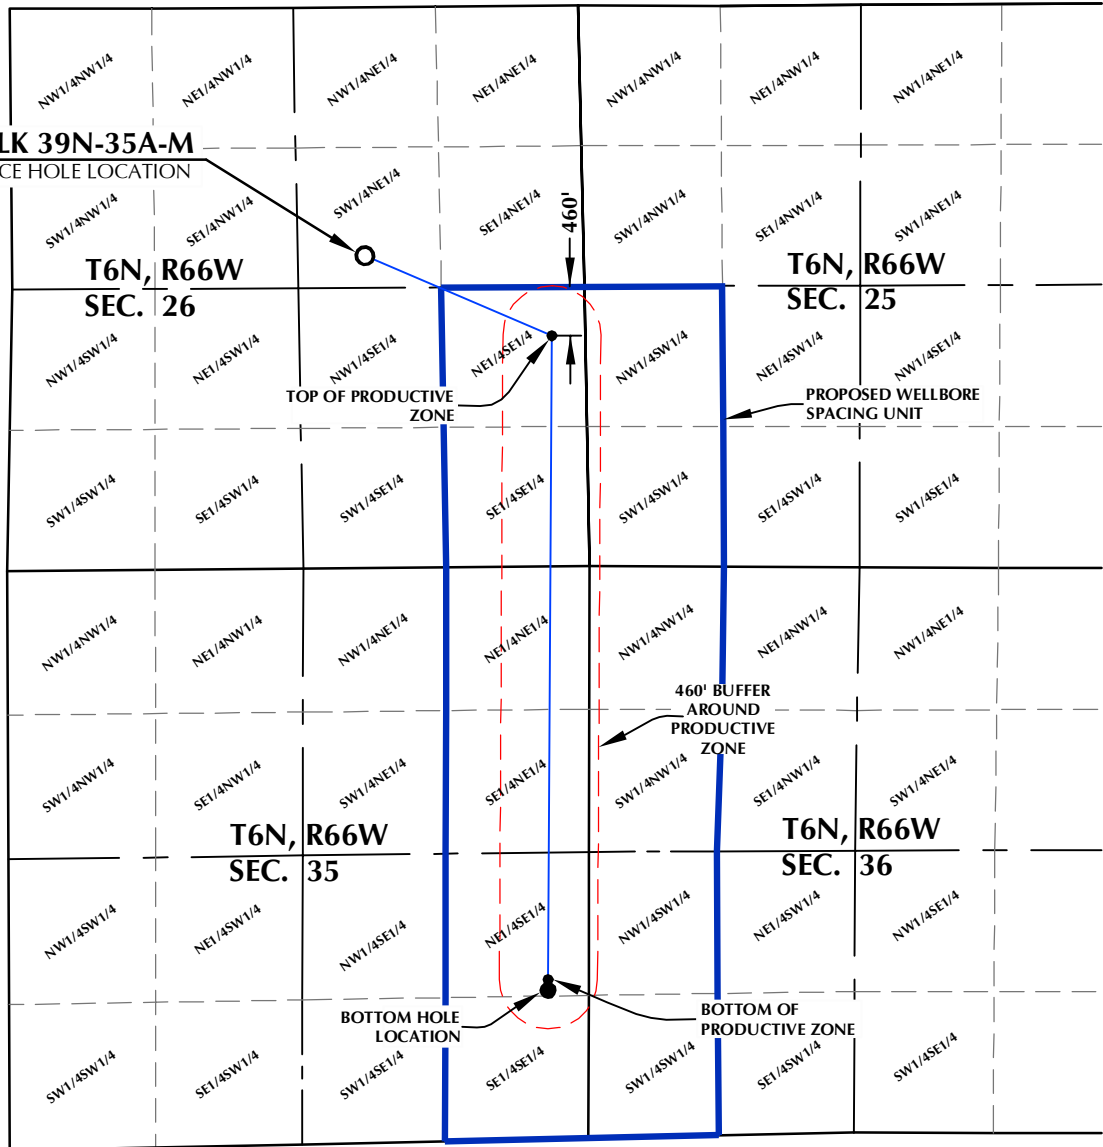 NW1/4NW1/4 NE1/4NW1/4 NW1/4NE1/4 NE1/4NE1/4 NW1/4NW1/4 NE1/4NW1/4 NW1/4NE1/4
LK 39N-35A-M
CE HOLE LOCATION
SW1/4NW1/4 SE1/4NW1/4 SW1/4NE1/4 SE1/4NE1/4 460' SW1/4NW1/4 SE1/4NW1/4 SW1/4NE1/4
T6N, R66W
SEC. 26
T6N, R66W
SEC. 25
NW1/4SW1/4 NE1/4SW1/4 NW1/4SE1/4 NE1/4SE1/4 NW1/4SW1/4 NE1/4SW1/4 NW1/4SE1/4
TOP OF PRODUCTIVE
ZONE
PROPOSED WELLBORE
SPACING UNIT
SW1/4SW1/4 SE1/4SW1/4 SW1/4SE1/4 SE1/4SE1/4 SW1/4SW1/4 SE1/4SW1/4 SW1/4SE1/4
NW1/4NW1/4 NE1/4NW1/4 NW1/4NE1/4 NE1/4NE1/4 NW1/4NW1/4 NE1/4NW1/4 NW1/4NE1/4
460' BUFFER
AROUND
PRODUCTIVE
ZONE
SW1/4NW1/4 SE1/4NW1/4 SW1/4NE1/4 SE1/4NE1/4 SW1/4NW1/4 SE1/4NW1/4 SW1/4NE1/4
T6N, R66W
SEC. 35
T6N, R66W
SEC. 36
NW1/4SW1/4 NE1/4SW1/4 NW1/4SE1/4 NE1/4SE1/4 NW1/4SW1/4 NE1/4SW1/4 NW1/4SE1/4
BOTTOM HOLE
LOCATION
BOTTOM OF
PRODUCTIVE ZONE
SW1/4SW1/4 SE1/4SW1/4 SW1/4SE1/4 SE1/4SE1/4 SW1/4SW1/4 SE1/4SW1/4 SW1/4SE1/4